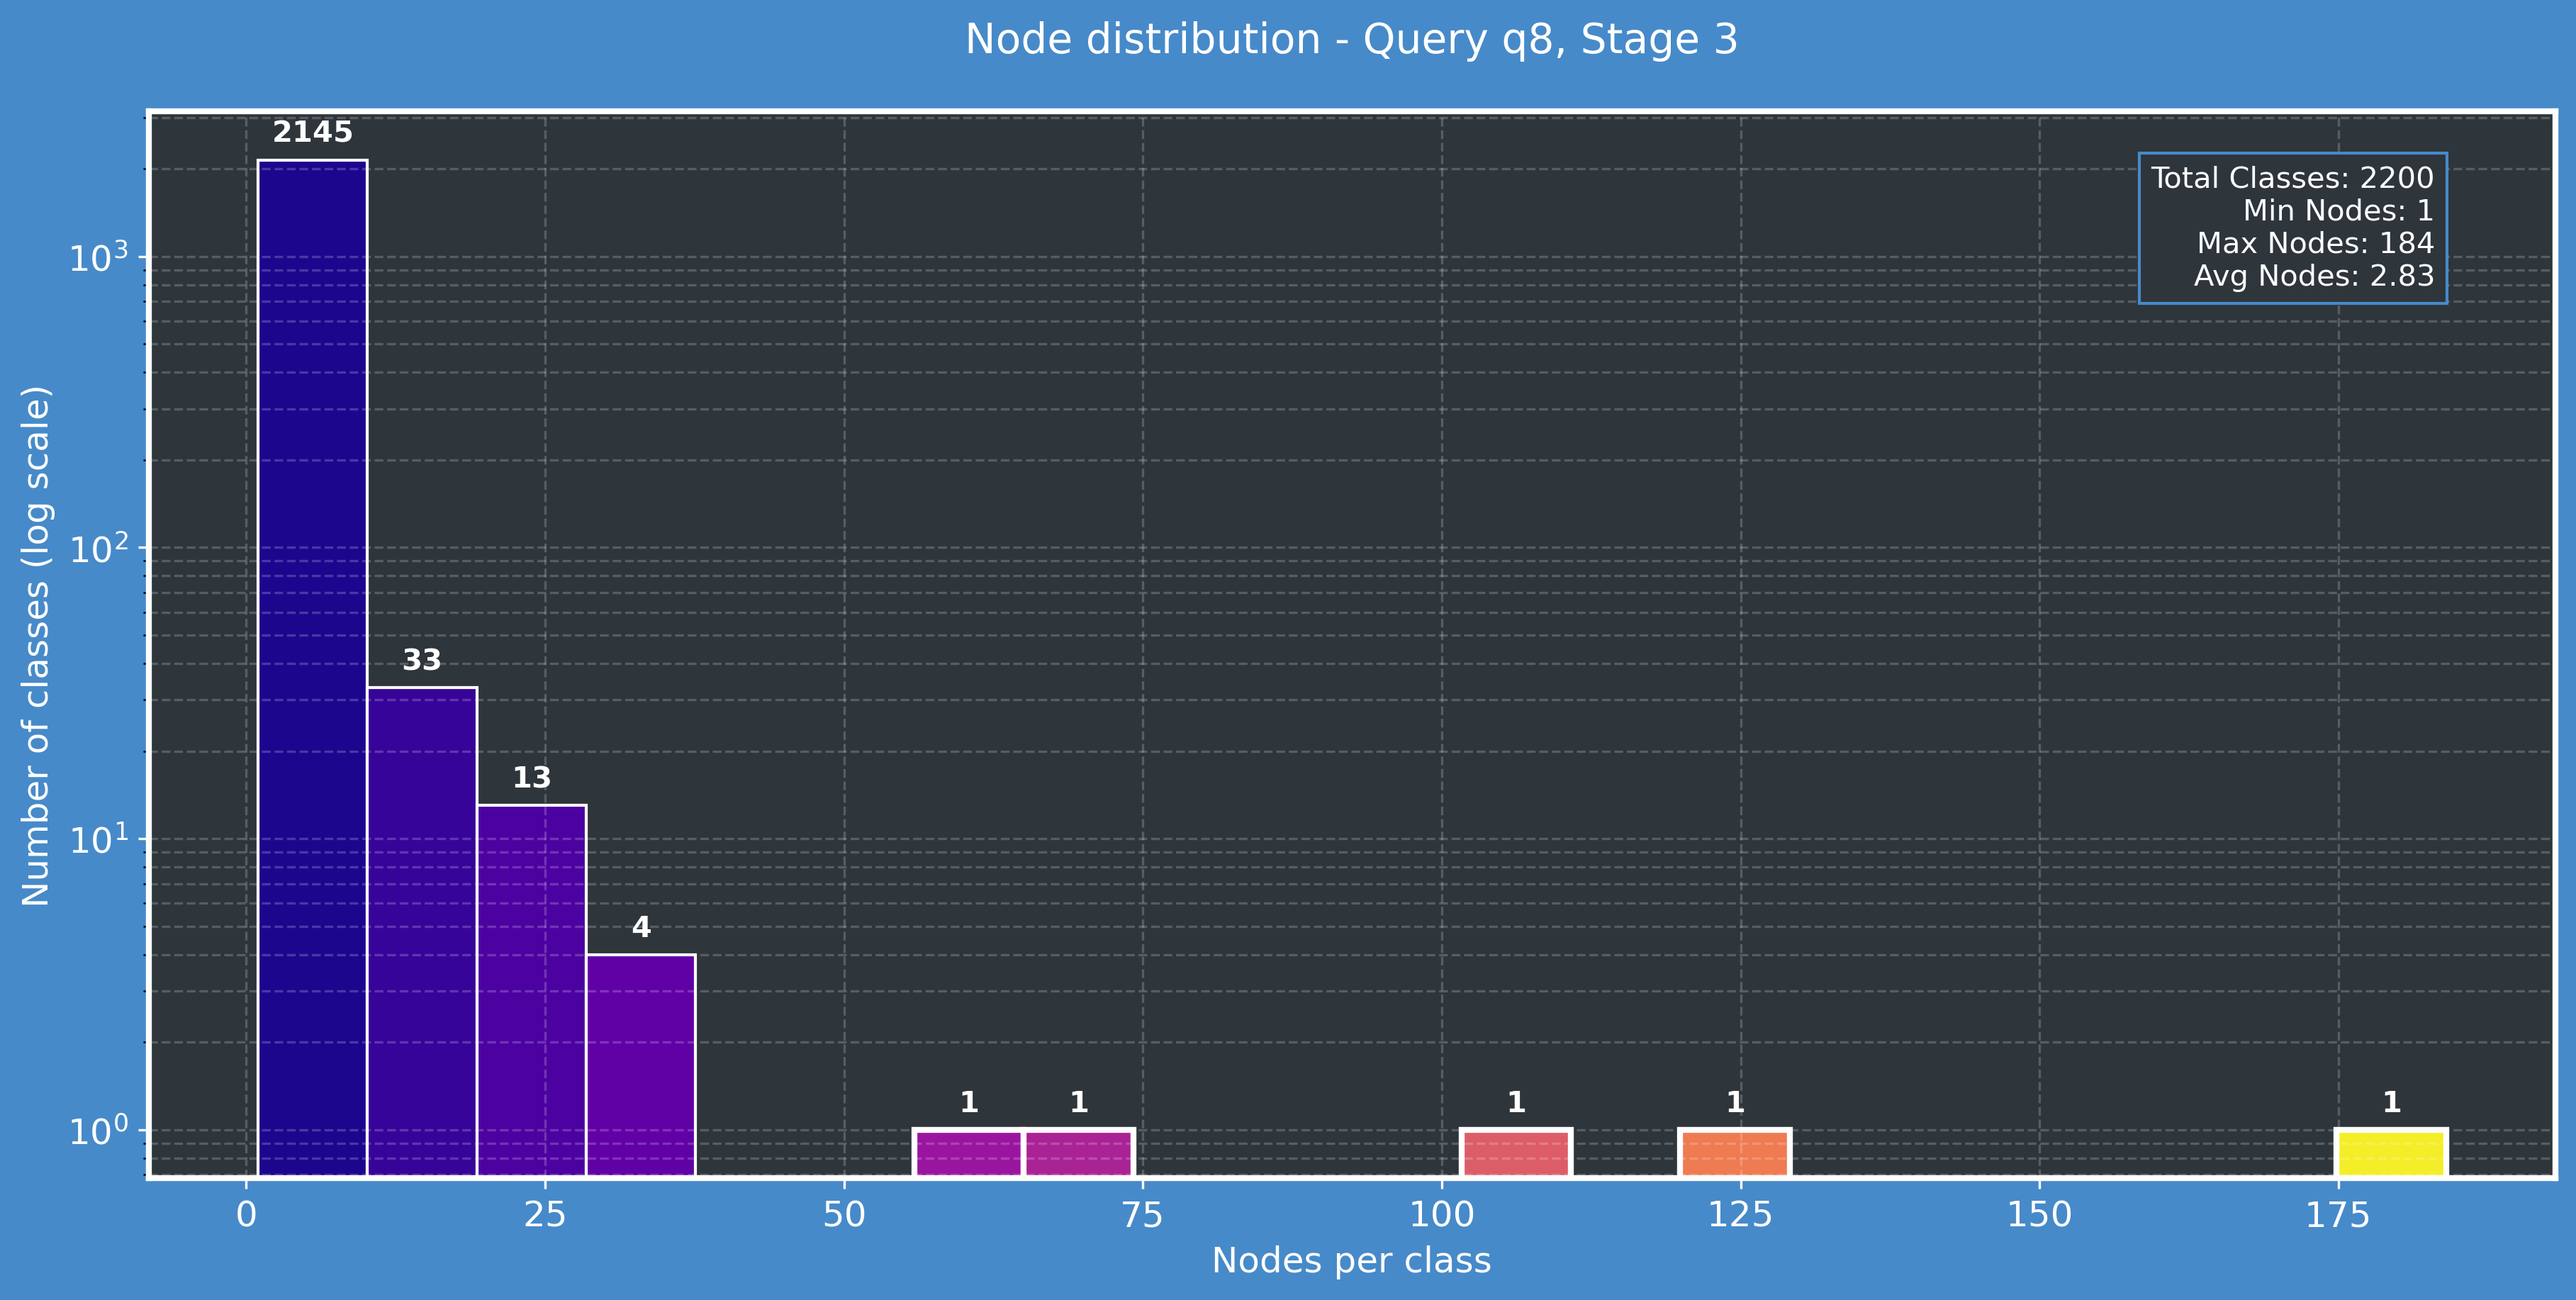 Node distribution - Query q8, Stage 3
2145
Total Classes: 2200
Min Nodes: 1
Max Nodes: 184
Avg Nodes: 2.83
10³
10²
10¹
10⁰
Number of classes (log scale)
33
13
4
1
1
1
1
1
0 25 50 75 100 125 150 175
Nodes per class